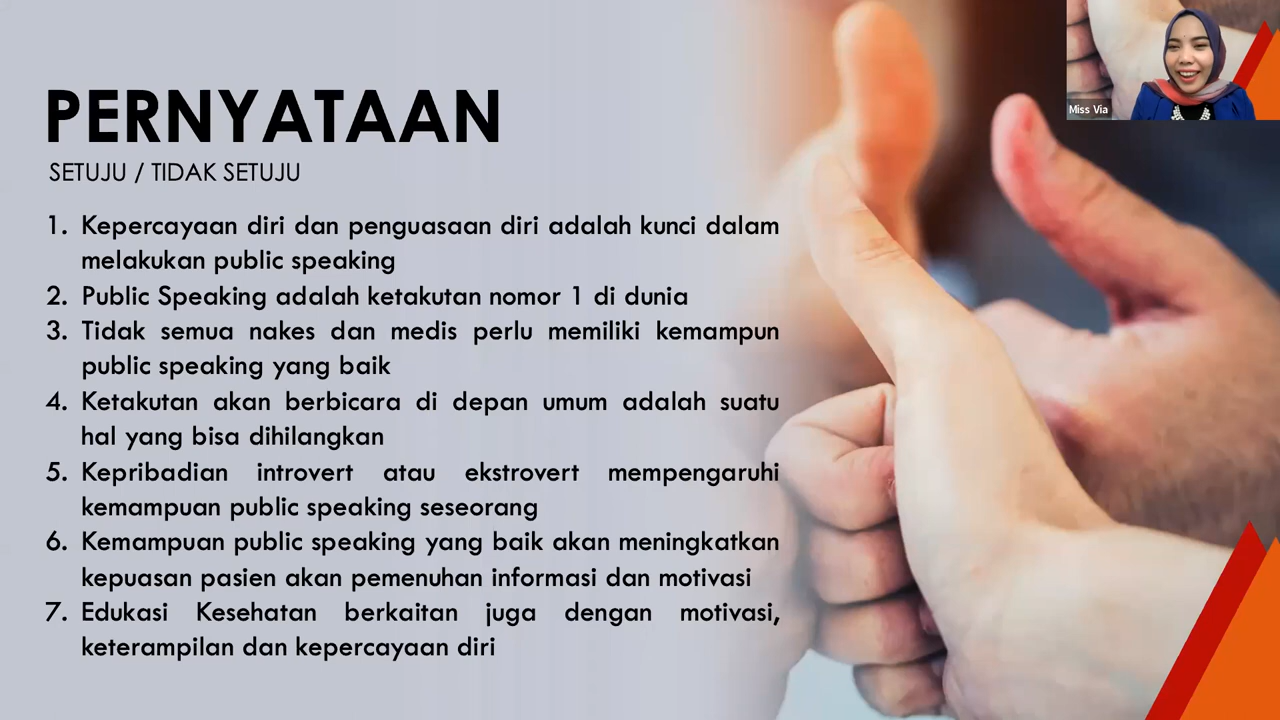 PERNYATAAN
SETUJU / TIDAK SETUJU
1. Kepercayaan diri dan penguasaan diri adalah kunci dalam
melakukan public speaking
2. Public Speaking adalah ketakutan nomor 1 di dunia
3. Tidak semua nakes dan medis perlu memiliki kemampun
public speaking yang baik
4. Ketakutan akan berbicara di depan umum adalah suatu
hal yang bisa dihilangkan
5. Kepribadian introvert atau ekstrovert mempengaruhi
kemampuan public speaking seseorang
6. Kemampuan public speaking yang baik akan meningkatkan
kepuasan pasien akan pemenuhan informasi dan motivasi
7. Edukasi Kesehatan berkaitan juga dengan motivasi,
keterampilan dan kepercayaan diri
Miss Via